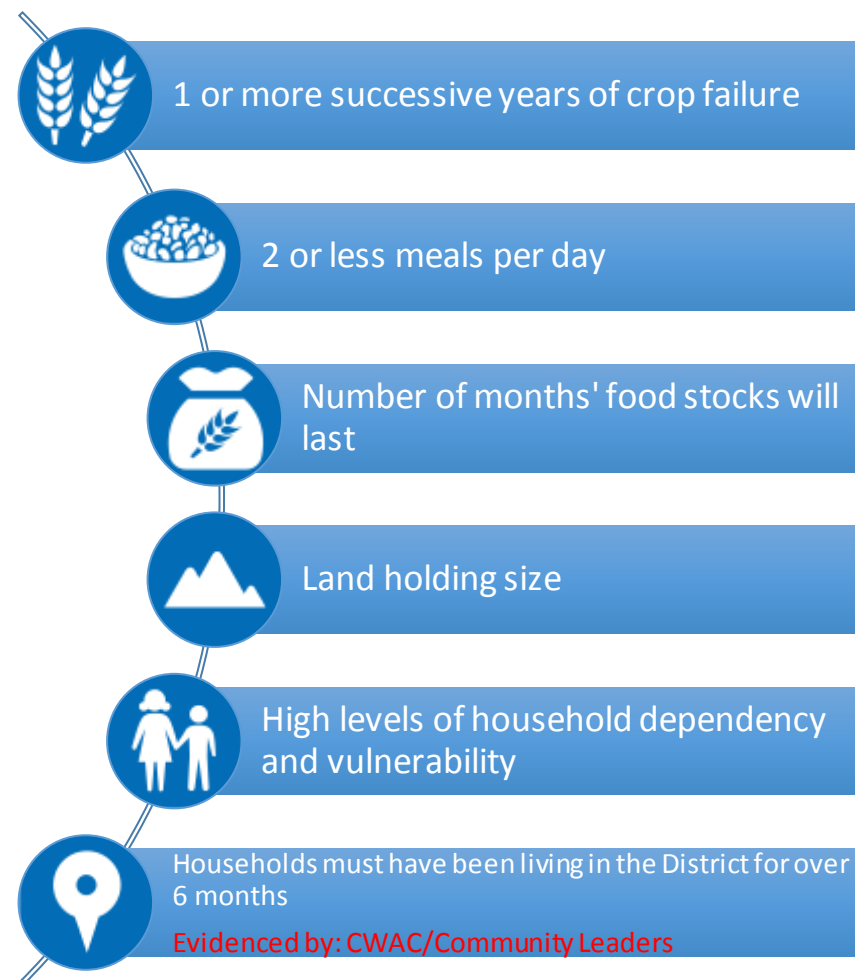 1 or more successive years of crop failure
2 or less meals per day
Number of months' food stocks will
last
Land holding size
High levels of household dependency
and vulnerability
Households must have been living in the District for over
6 months
Evidenced by: CWAC/Community Leaders